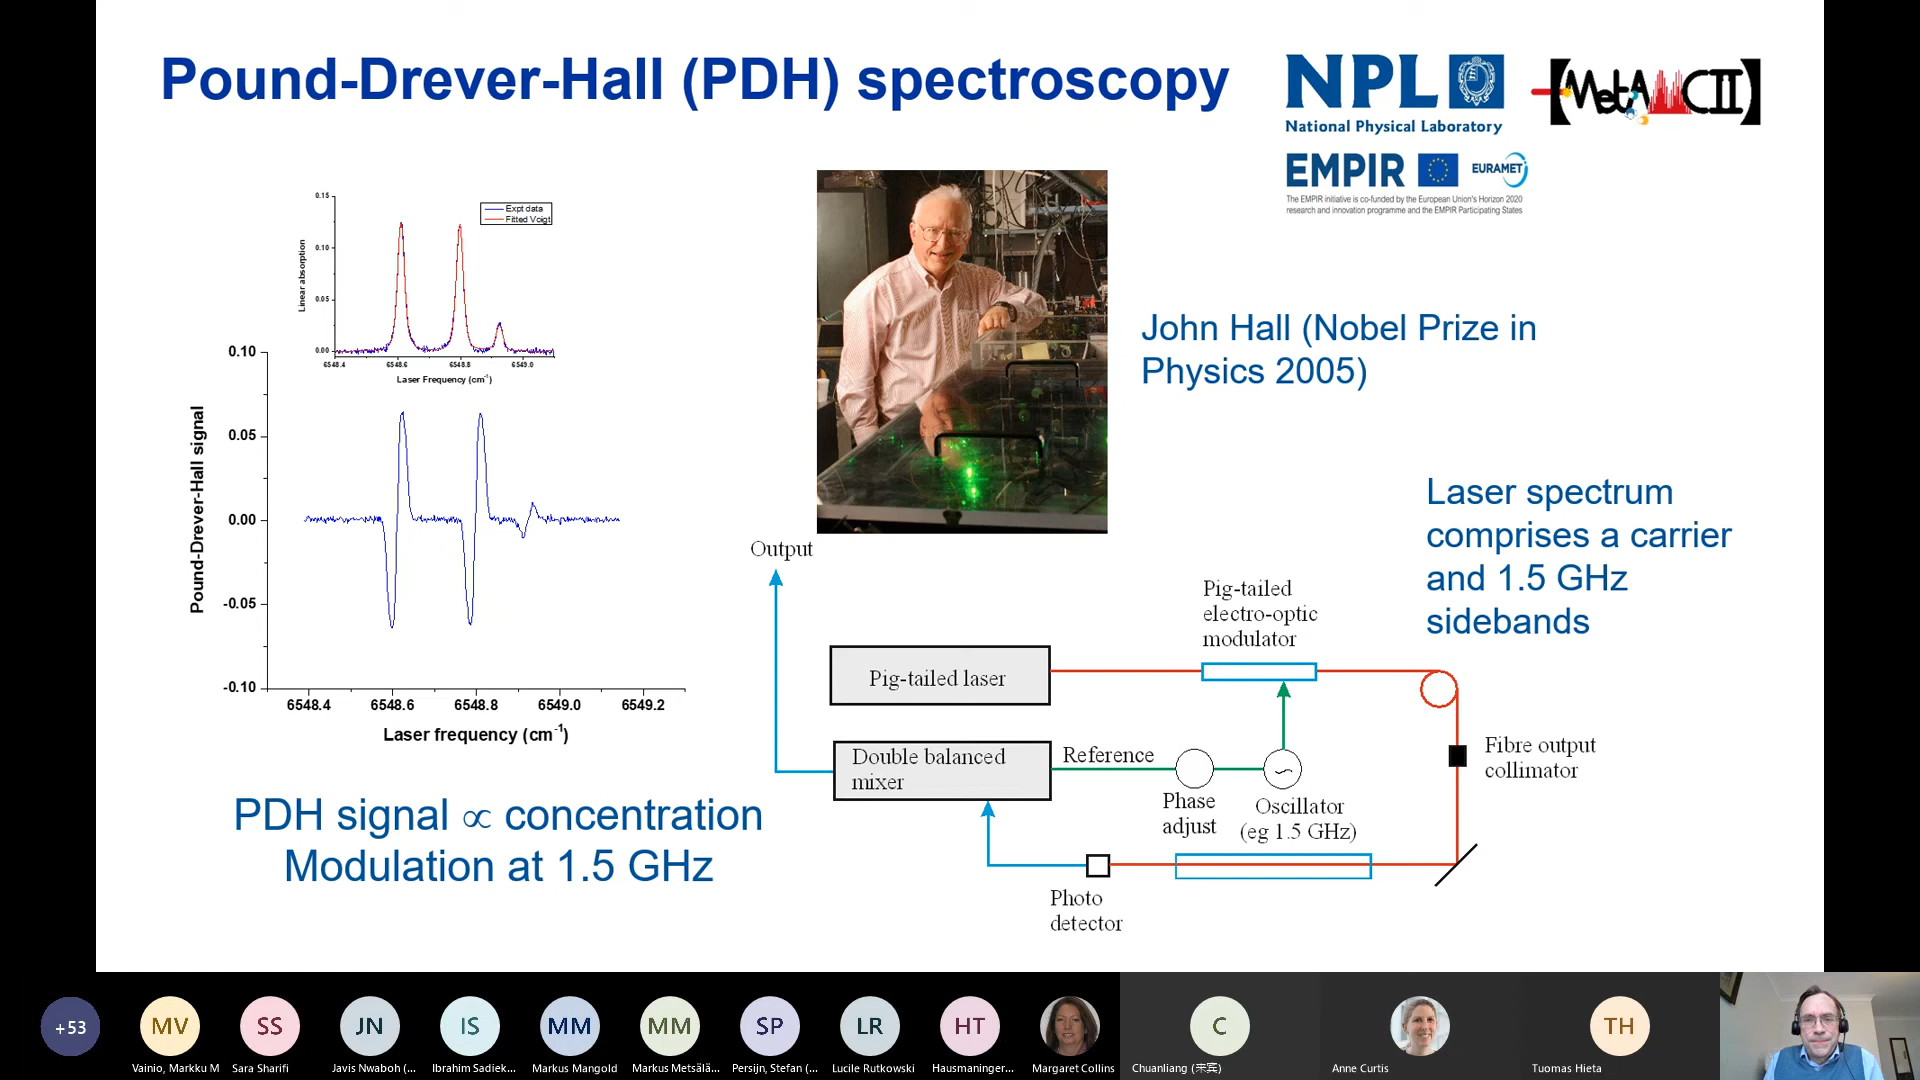 Pound-Drever-Hall (PDH) spectroscopy
NPL
National Physical Laboratory
[MetAMCII]
EMPIR
EURAMET
The EMPIR initiative is co-funded by the European Union's Horizon 2020
research and innovation programme and the EMPIR Participating States
0.15
0.10
0.05
0.00
Linear absorption
Expt data
Fitted Voigt
6548.4 6548.6 6548.8 6549.0
Laser Frequency (cm-1)
0.10
0.05
0.00
-0.05
-0.10
Pound-Drever-Hall signal
6548.4 6548.6 6548.8 6549.0 6549.2
Laser frequency (cm-1)
PDH signal ∝ concentration
Modulation at 1.5 GHz
John Hall (Nobel Prize in
Physics 2005)
Laser spectrum
comprises a carrier
and 1.5 GHz
sidebands
Output
Pig-tailed
electro-optic
modulator
Pig-tailed laser
Double balanced
mixer
Reference
Phase
adjust
Oscillator
(eg 1.5 GHz)
Fibre output
collimator
Photo
detector
+53
MV
SS
JN
IS
MM
MM
SP
LR
HT
C
TH
Vainio, Markku M
Sara Sharifi
Javis Nwaboh (...
Ibrahim Sadiek...
Markus Mangold
Markus Metsälä...
Persijn, Stefan (...
Lucile Rutkowski
Hausmaninger...
Margaret Collins
Chuanliang (宋宾)
Anne Curtis
Tuomas Hieta